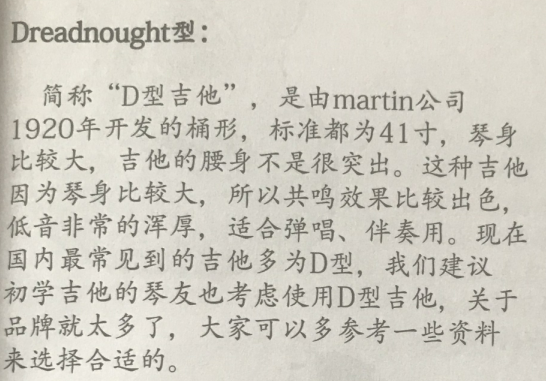 Dreadnought型：
简称“D型吉他”，是由martin公司
1920年开发的桶形，标准都为41寸，琴身
比较大，吉他的腰身不是很突出。这种吉他
因为琴身比较大，所以共鸣效果比较出色，
低音非常的浑厚，适合弹唱、伴奏用。现在
国内最常见到的吉他多为D型，我们建议
初学吉他的琴友也考虑使用D型吉他，关于
品牌就太多了，大家可以多参考一些资料
来选择合适的。